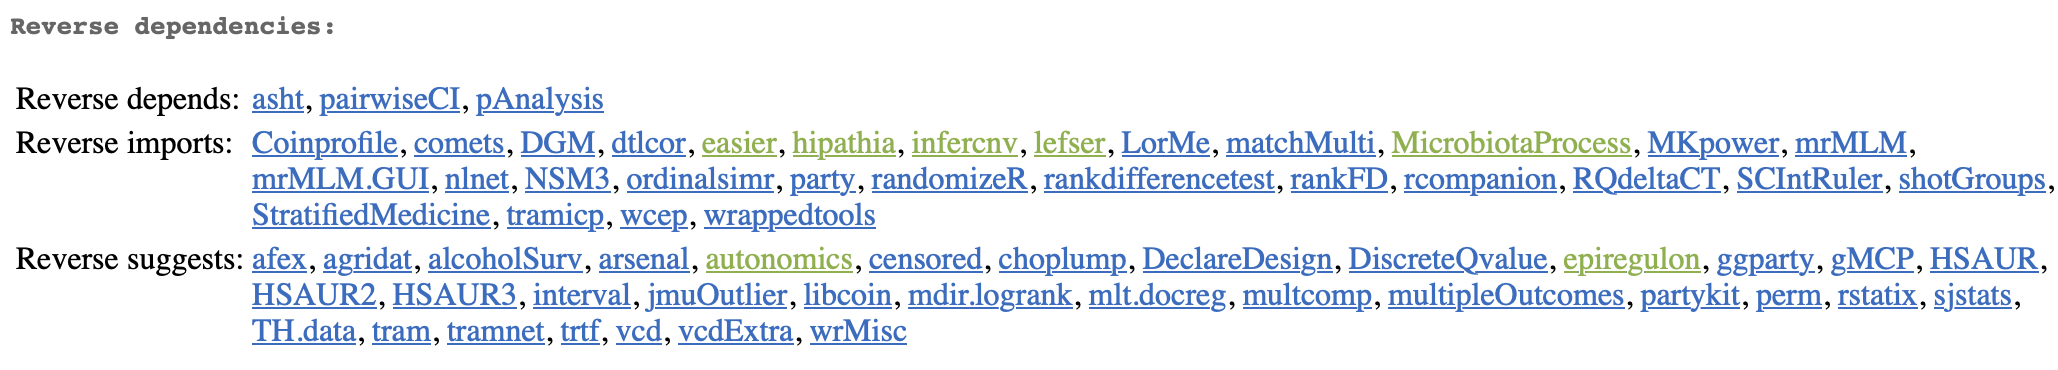 Reverse dependencies:
Reverse depends: asht, pairwiseCI, pAnalysis
Reverse imports: Coinprofile, comets, DGM, dtlcor, easier, hipathia, infercnv, lefser, LorMe, matchMulti, MicrobiotaProcess, MKpower, mrMLM,
mrMLM.GUI, nlnet, NSM3, ordinalsimr, party, randomizeR, rankdifferencetest, rankFD, rcompanion, RQdeltaCT, SCIntRuler, shotGroups,
StratifiedMedicine, tramicp, wcep, wrappedtools
Reverse suggests: afex, agridat, alcoholSurv, arsenal, autonomics, censored, choplump, DeclareDesign, DiscreteQvalue, epiregulon, ggparty, gMCP, HSAUR,
HSAUR2, HSAUR3, interval, jmuOutlier, libcoin, mdir.logrank, mlt.docreg, multcomp, multipleOutcomes, partykit, perm, rstatix, sjstats,
TH.data, tram, tramnet, trtf, vcd, vcdExtra, wrMisc